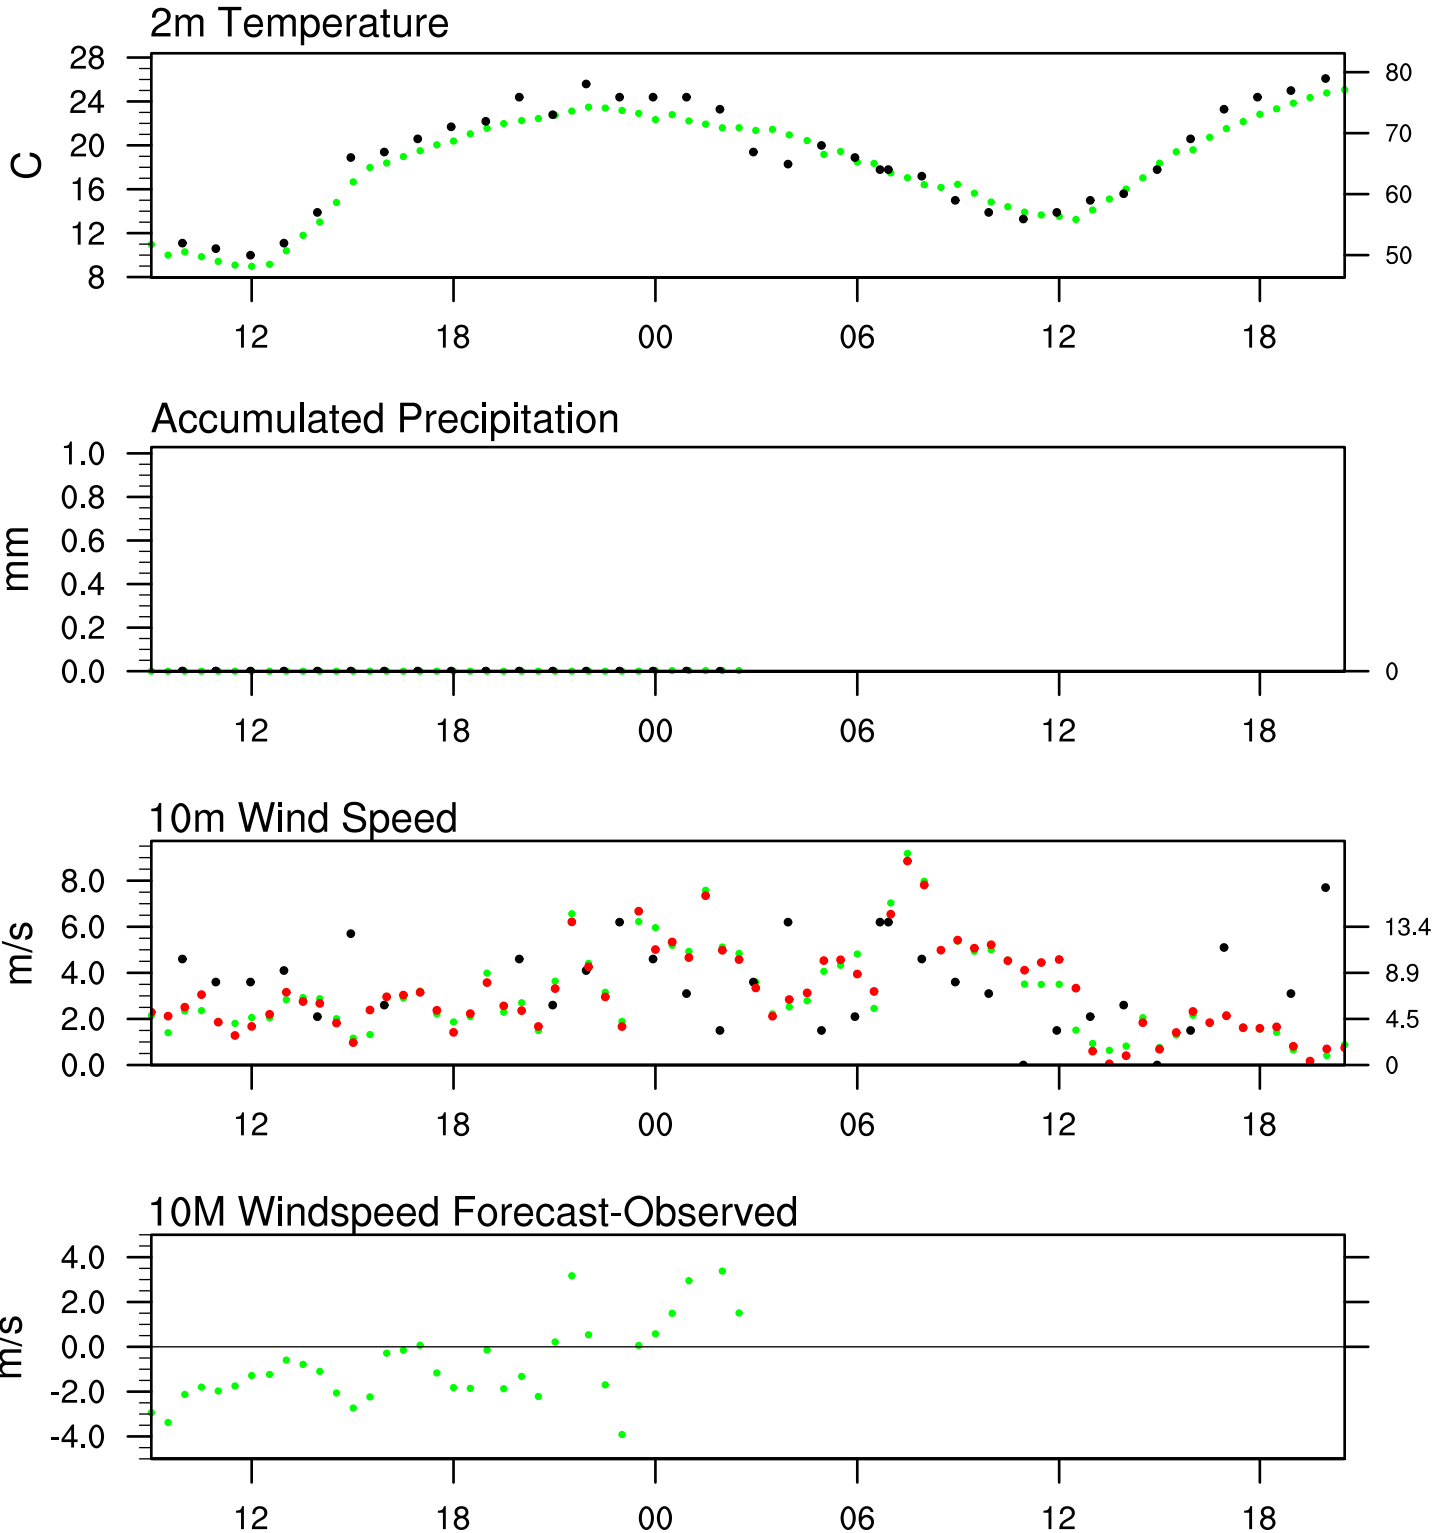 2m Temperature
28
24
20
16
12
8
C
80
70
60
50
12 18 00 06 12 18
Accumulated Precipitation
1.0
0.8
0.6
0.4
0.2
0.0
mm
0
12 18 00 06 12 18
10m Wind Speed
8.0
6.0
4.0
2.0
0.0
m/s
13.4
8.9
4.5
0
12 18 00 06 12 18
10M Windspeed Forecast-Observed
4.0
2.0
0.0
-2.0
-4.0
m/s
12 18 00 06 12 18